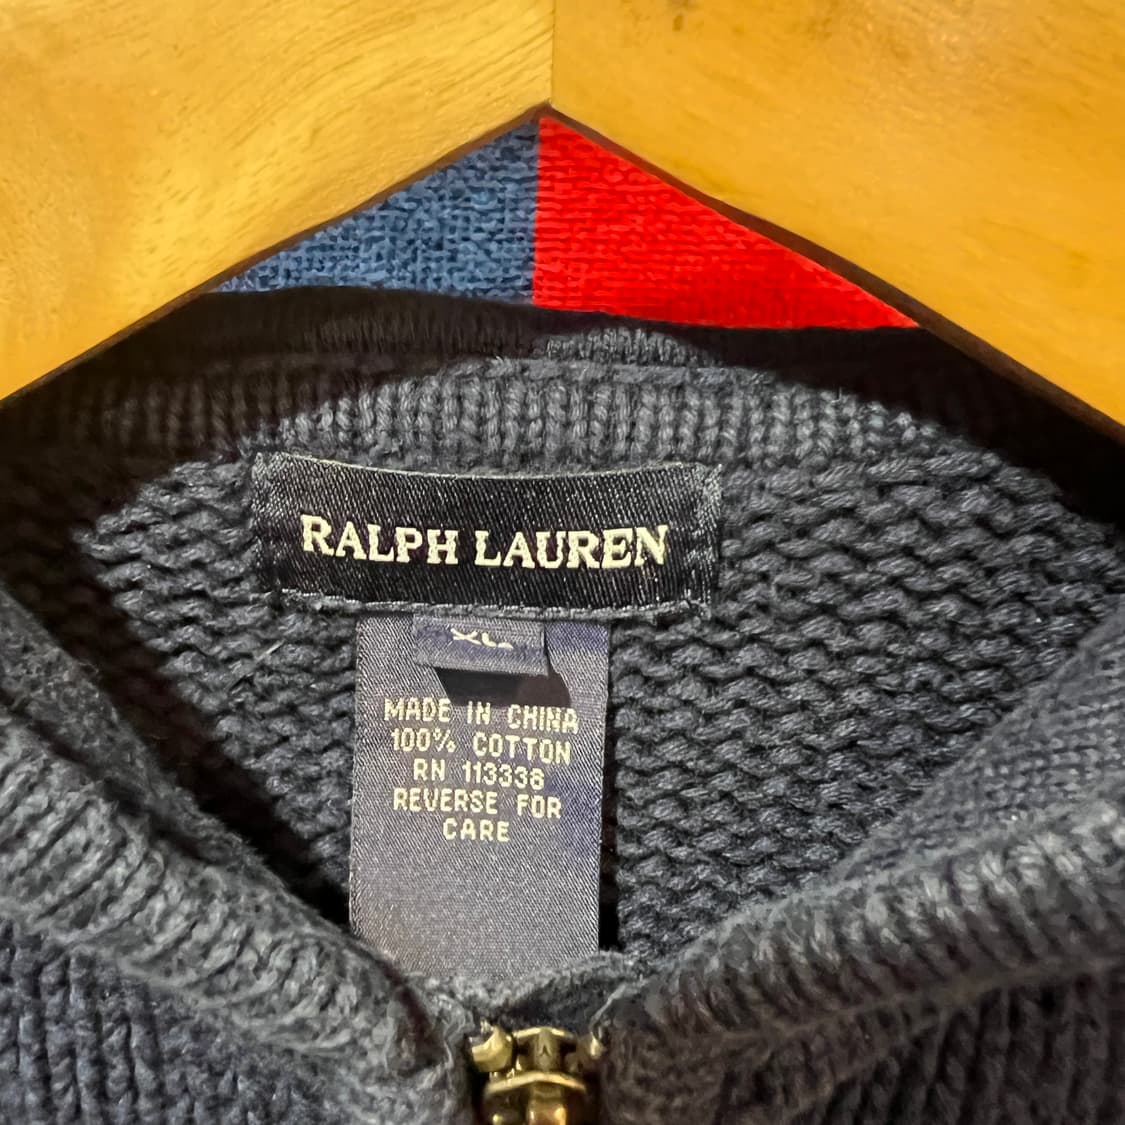 RALPH LAUREN
XL
MADE IN CHINA
100% COTTON
RN 113338
REVERSE FOR
CARE